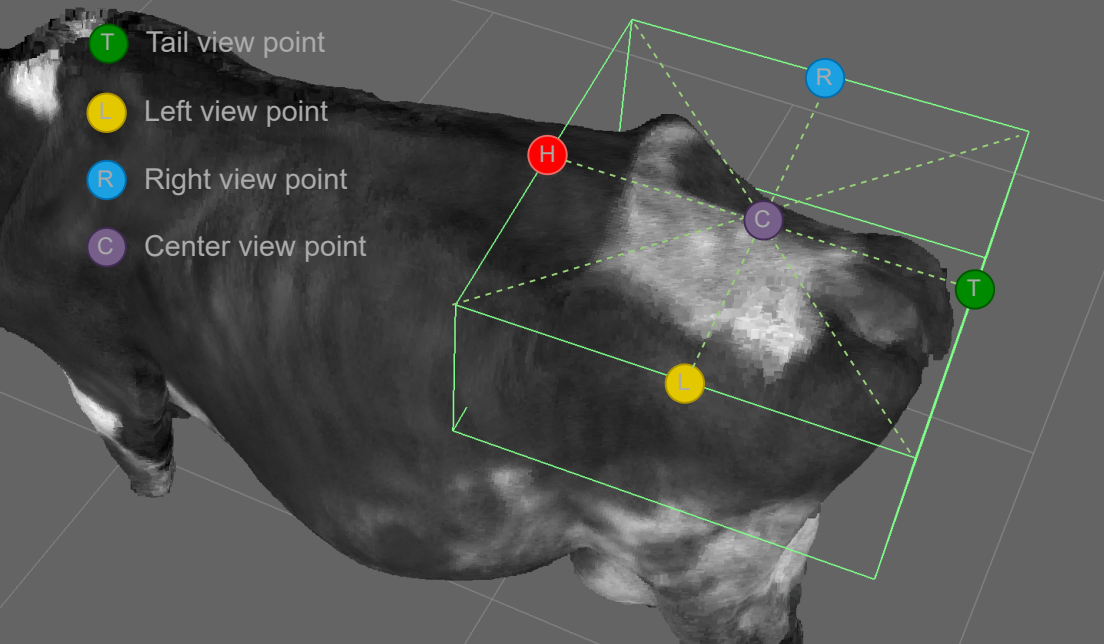 T Tail view point
L Left view point
R Right view point
C Center view point
R
H
C
T
L